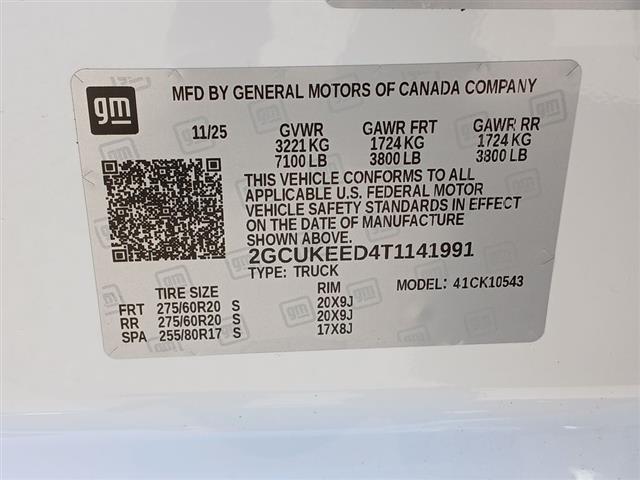 gm
MFD BY GENERAL MOTORS OF CANADA COMPANY
11/25 GVWR GAWR FRT GAWR RR
3221 KG 1724 KG 1724 KG
7100 LB 3800 LB 3800 LB
THIS VEHICLE CONFORMS TO ALL
APPLICABLE U.S. FEDERAL MOTOR
VEHICLE SAFETY STANDARDS IN EFFECT
ON THE DATE OF MANUFACTURE
SHOWN ABOVE.
2GCUKEED4T1141991
TYPE: TRUCK MODEL: 41CK10543
TIRE SIZE RIM
FRT 275/60R20 S 20X9J
RR 275/60R20 S 20X9J
SPA 255/80R17 S 17X8J